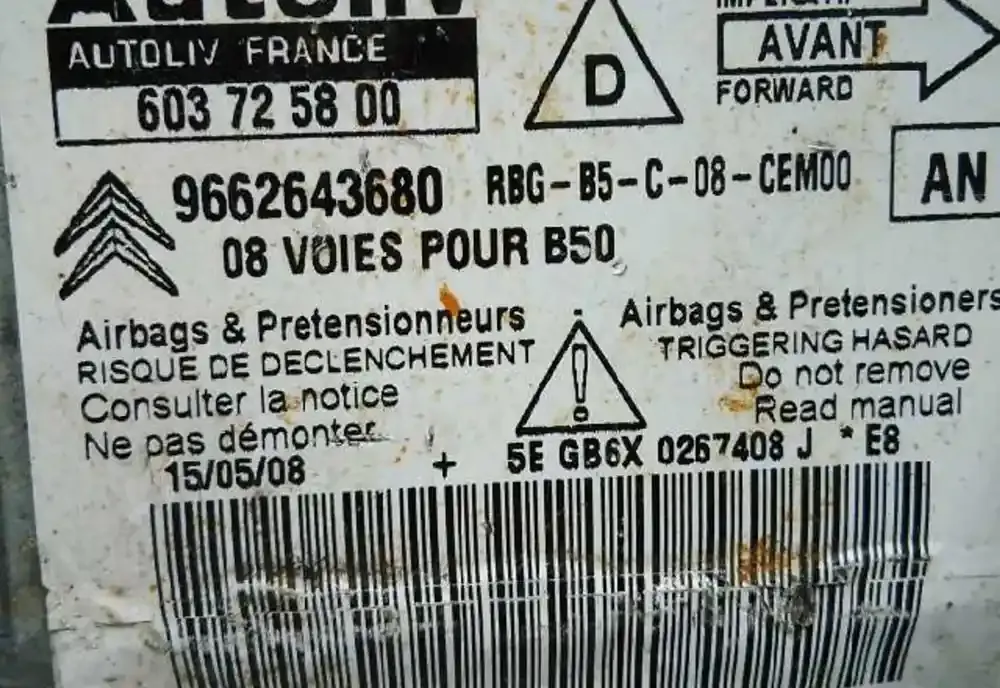 Autoliv
AUTOLIV FRANCE
603 72 58 00
D
AVANT
FORWARD
9662643680 RBG-B5-C-08-CEM00
AN
08 VOIES POUR B50
Airbags & Pretensionneurs
RISQUE DE DECLENCHEMENT
Consulter la notice
Ne pas démonter
15/05/08
!
Airbags & Pretensioners
TRIGGERING HASARD
Do not remove
Read manual
+ 5E GB6X 0267408 J * E8